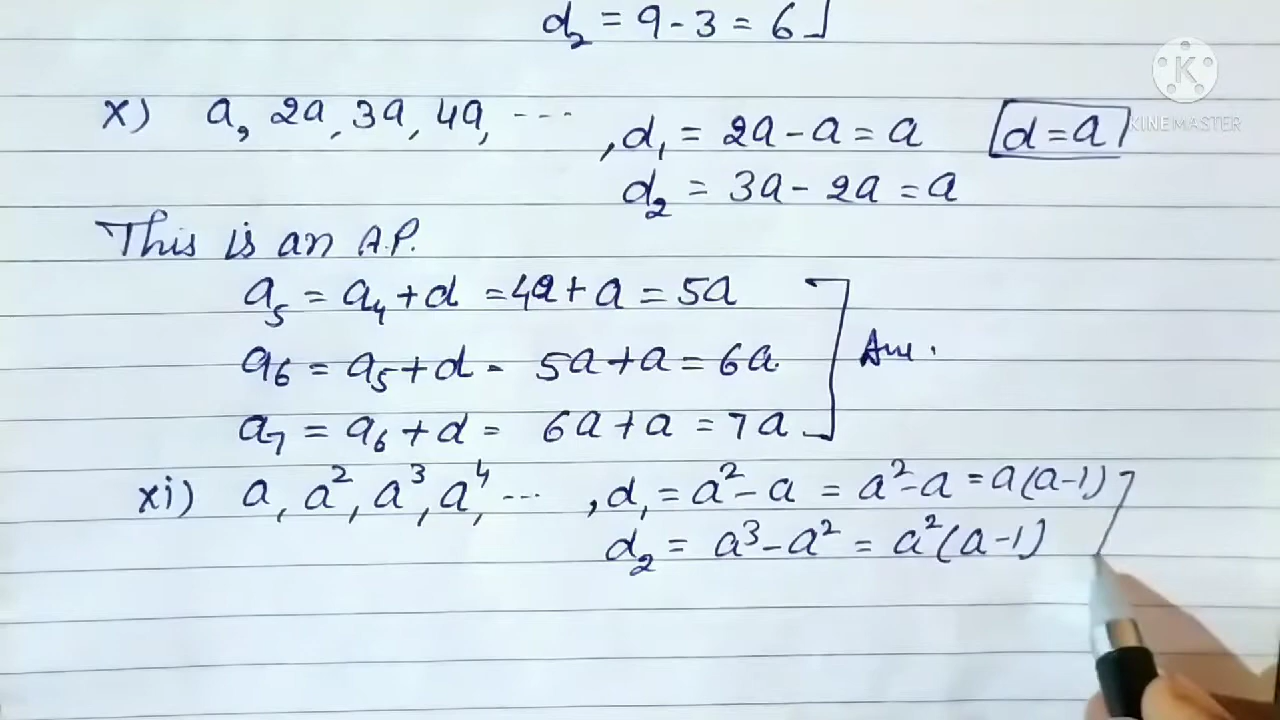 d₂ = 9 - 3 = 6
x) a, 2a, 3a, 4a, ---- , d₁ = 2a - a = a d = a
KINEMASTER
d₂ = 3a - 2a = a
This is an A.P.
a₅ = a₄ + d = 4a + a = 5a
a₆ = a₅ + d = 5a + a = 6a Ans.
a₇ = a₆ + d = 6a + a = 7a
xi) a, a², a³, a⁴, --- , d₁ = a² - a = a² - a = a(a-1)
d₂ = a³ - a² = a²(a-1)